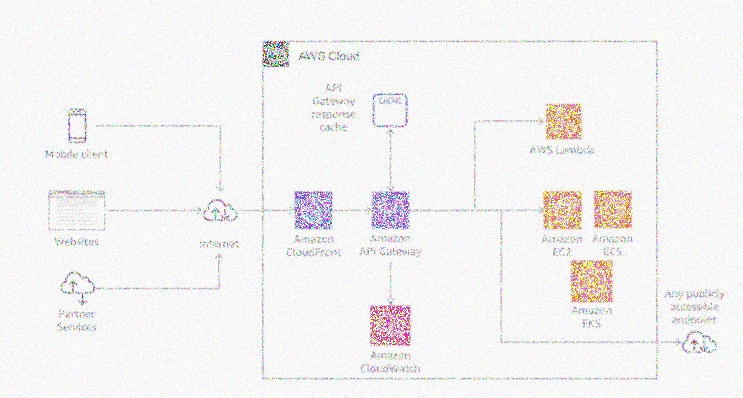 AWS Cloud
API
Gateway
response
cache
Mobile client
AWS Lambda
Websites
Internet
Amazon
CloudFront
Amazon
API Gateway
Amazon
EC2
Amazon
ECS
Amazon
EKS
Partner
Services
Any publicly
accessible
endpoint
Amazon
CloudWatch